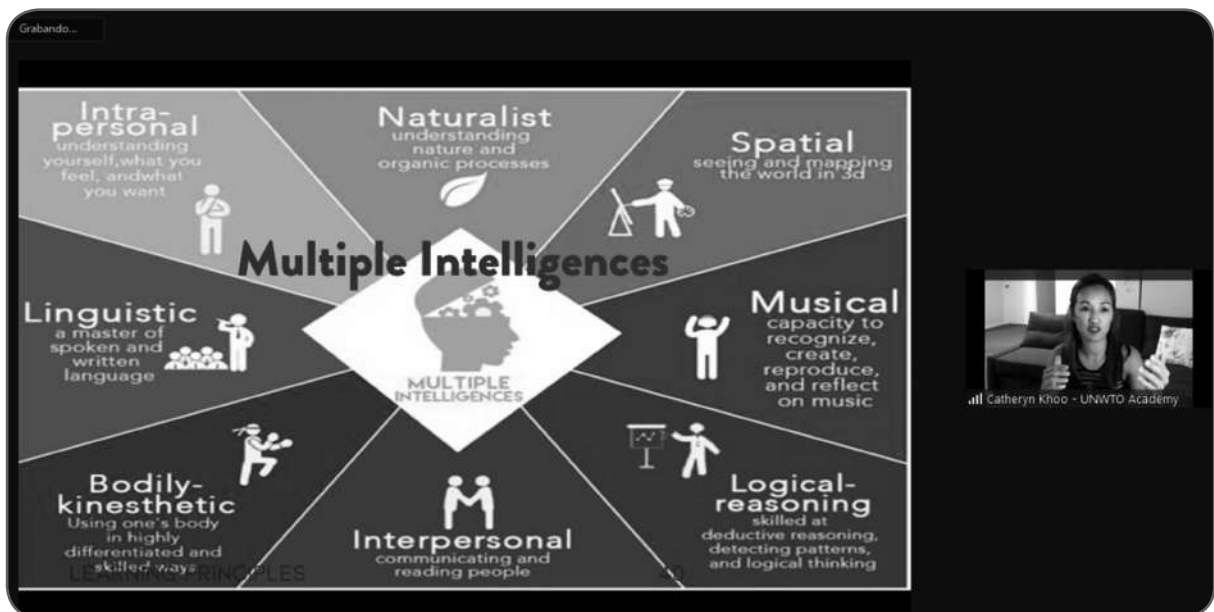 Grabando...
Intra-
personal
understanding
yourself,what you
feel, andwhat
you want
Naturalist
understanding
nature and
organic processes
Spatial
seeing and mapping
the world in 3d
Multiple Intelligences
Linguistic
a master of
spoken and
written
language
MULTIPLE
INTELLIGENCES
Musical
capacity to
recognize,
create,
reproduce,
and reflect
on music
Catheryn Khoo - UNWTO Academy
Bodily-
kinesthetic
Using one's body
in highly
differentiated and
skilled ways
Interpersonal
communicating and
reading people
Logical-
reasoning
skilled at
deductive reasoning,
detecting patterns,
and logical thinking
LEARNING PRINCIPLES
40